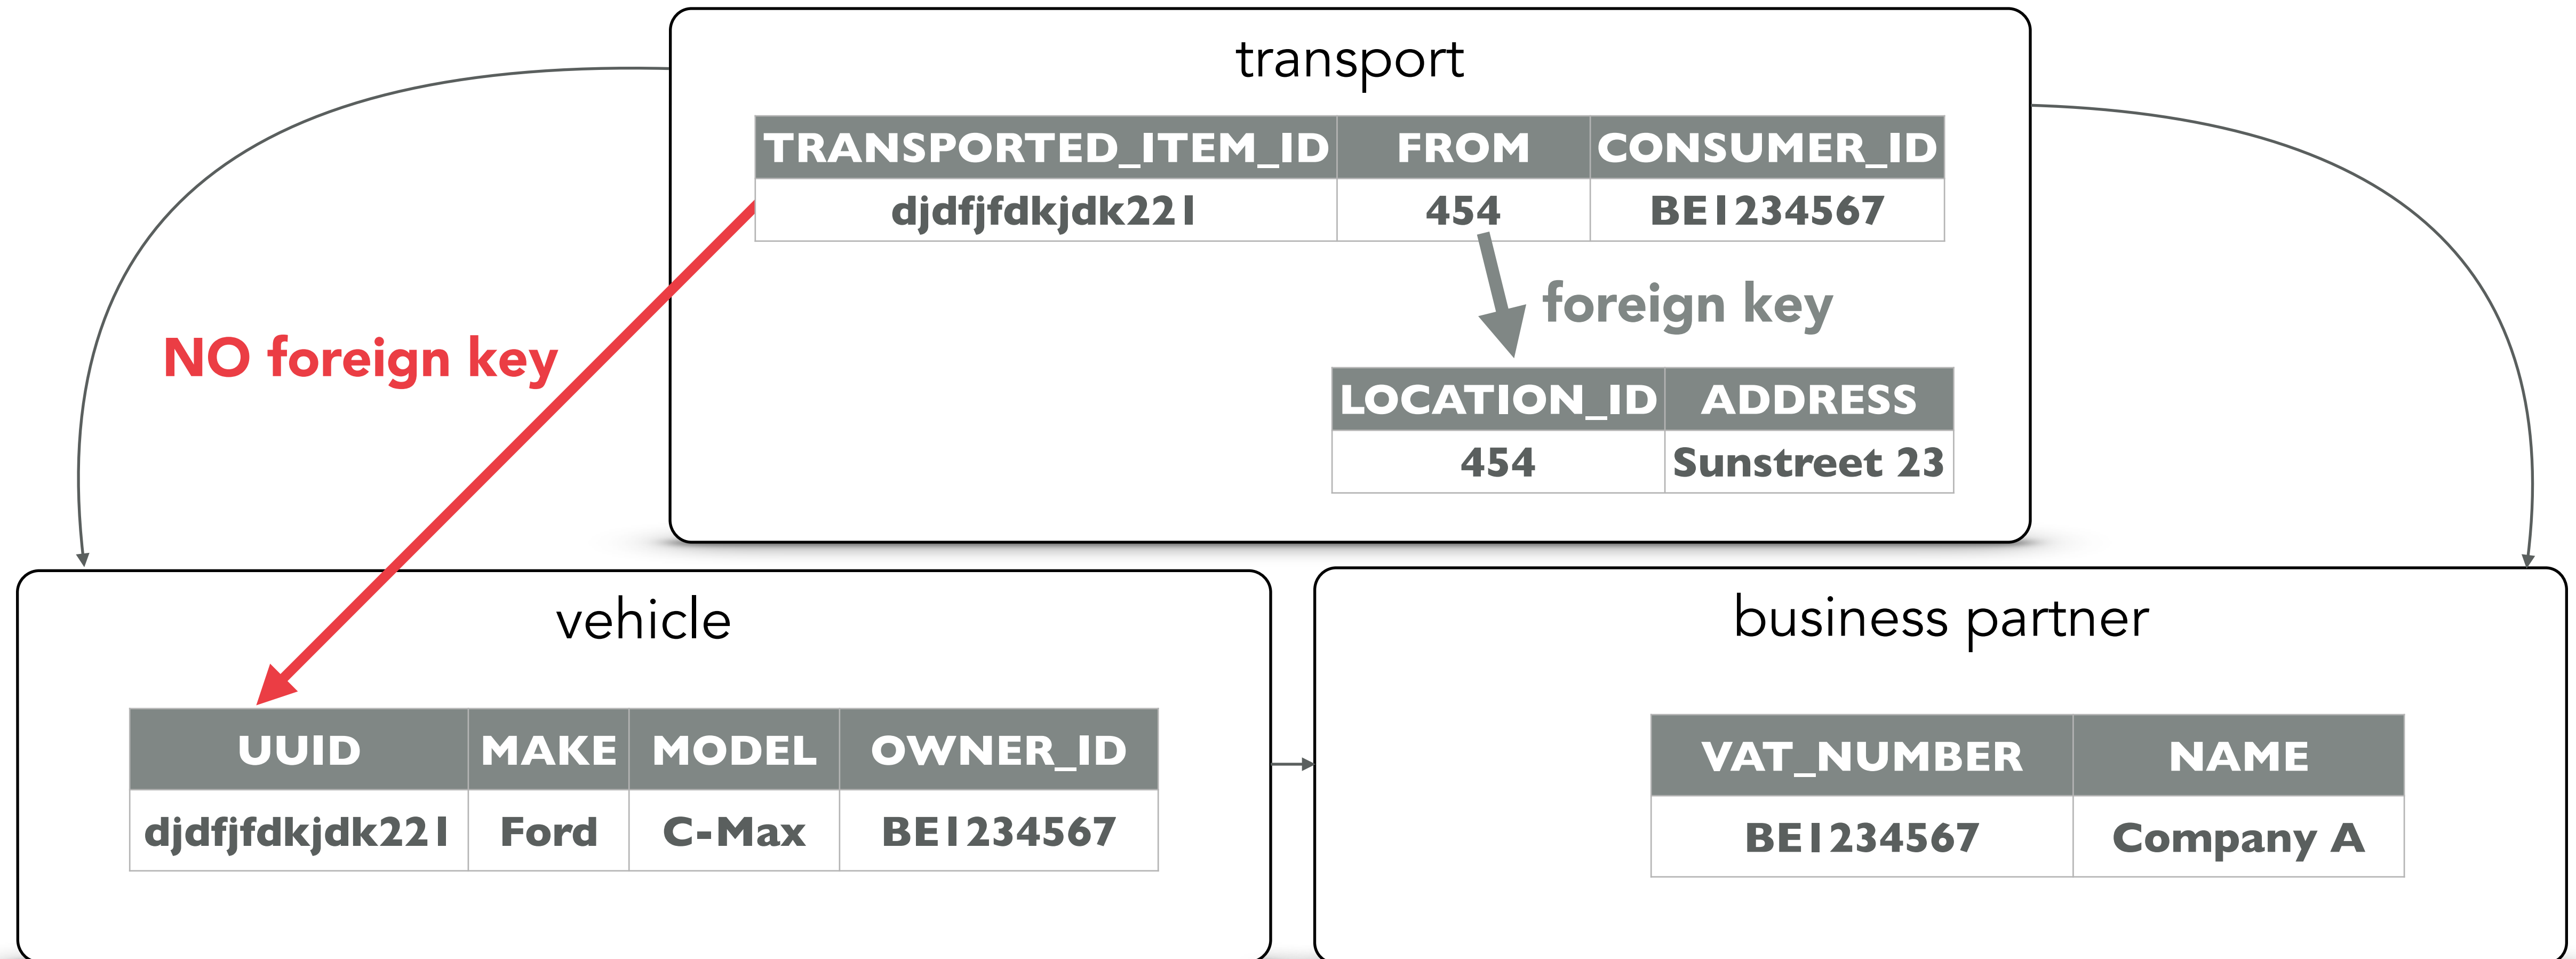 transport
TRANSPORTED_ITEM_ID FROM CONSUMER_ID
djdfjfdkjdk221 454 BE1234567
foreign key
NO foreign key
LOCATION_ID ADDRESS
454 Sunstreet 23
vehicle
UUID MAKE MODEL OWNER_ID
djdfjfdkjdk221 Ford C-Max BE1234567
business partner
VAT_NUMBER NAME
BE1234567 Company A